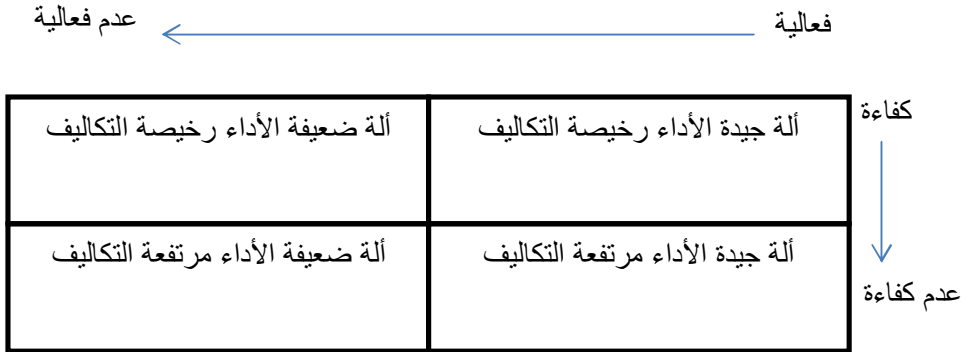 فعالية
عدم فعالية
كفاءة
ألة جيدة الأداء رخيصة التكاليف
ألة ضعيفة الأداء رخيصة التكاليف
ألة جيدة الأداء مرتفعة التكاليف
ألة ضعيفة الأداء مرتفعة التكاليف
عدم كفاءة